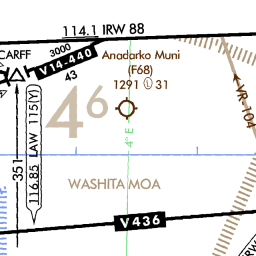 114.1 IRW 88
CARFF
3000
V14-440
43
Anadarko Muni
(F68)
1291 Ⓛ 31
46
4° E
VR-104
351
116.85 LAW 115(Y)
WASHITA MOA
V436